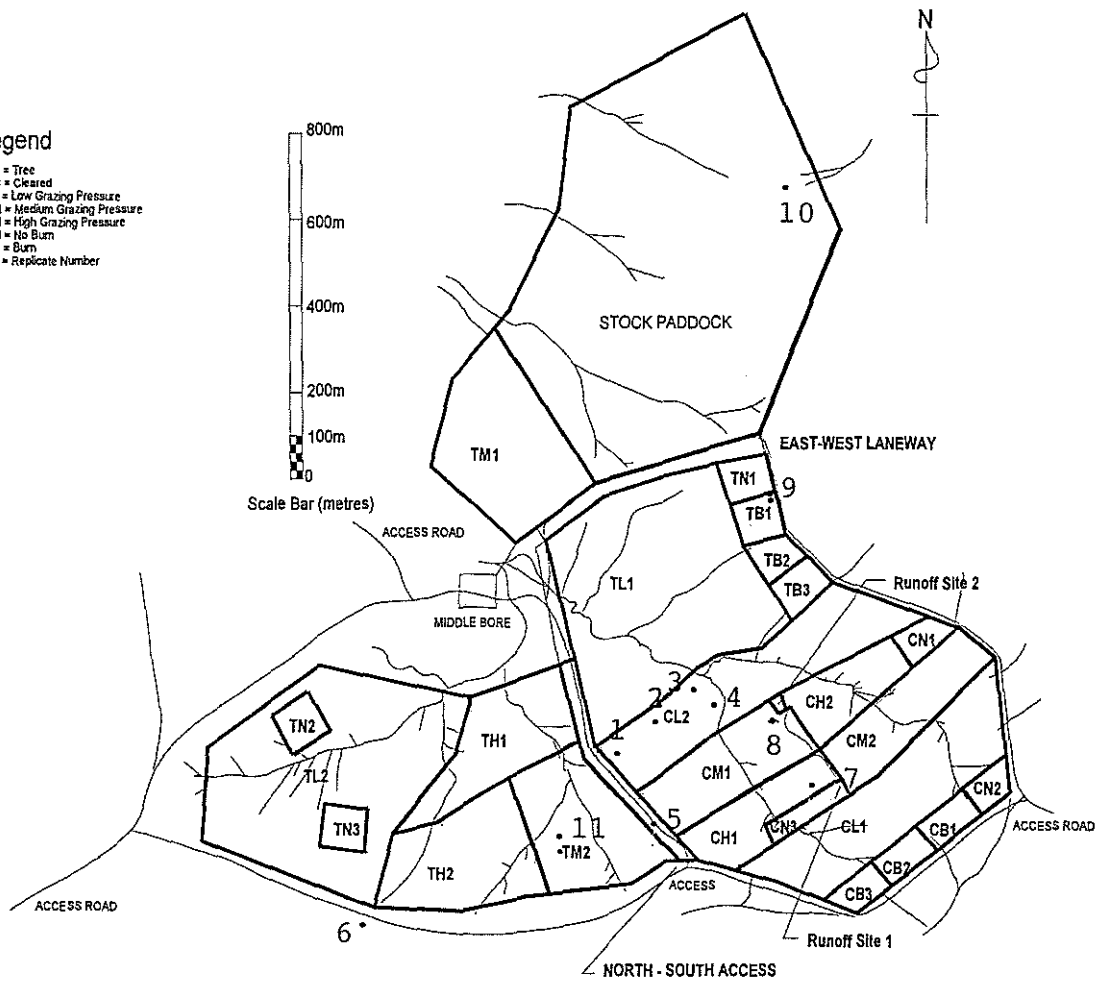 N
egend
= Tree
= Cleared
= Low Grazing Pressure
= Medium Grazing Pressure
= High Grazing Pressure
= No Burn
= Burn
= Replicate Number
800m
600m
400m
200m
100m
0
Scale Bar (metres)
10
STOCK PADDOCK
TM1
EAST-WEST LANEWAY
TN1
9
TB1
ACCESS ROAD
TB2
TL1
TB3
Runoff Site 2
MIDDLE BORE
CN1
3
2
4
CL2
CH2
TN2
TH1
1
8
CM2
TL2
CM1
7
CN2
TN3
11
5
CN3
CL1
CB1
ACCESS ROAD
TM2
CH1
TH2
CB2
ACCESS
CB3
ACCESS ROAD
6
Runoff Site 1
NORTH - SOUTH ACCESS